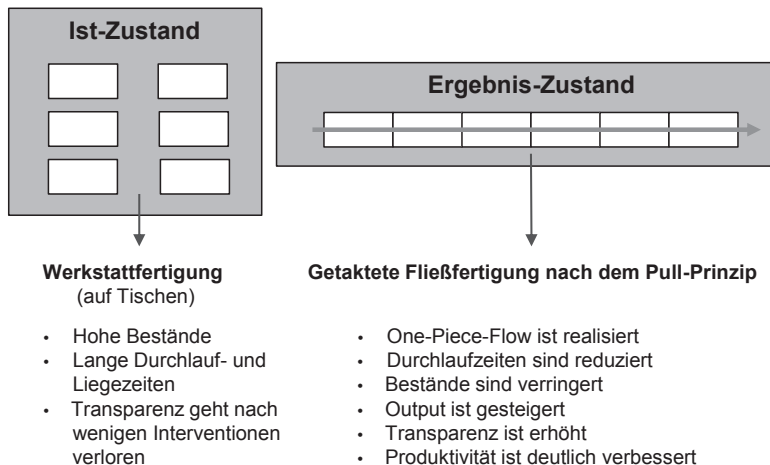 Ist-Zustand
Ergebnis-Zustand
Werkstattfertigung
(auf Tischen)
• Hohe Bestände
• Lange Durchlauf- und
Liegezeiten
• Transparenz geht nach
wenigen Interventionen
verloren
Getaktete Fließfertigung nach dem Pull-Prinzip
• One-Piece-Flow ist realisiert
• Durchlaufzeiten sind reduziert
• Bestände sind verringert
• Output ist gesteigert
• Transparenz ist erhöht
• Produktivität ist deutlich verbessert